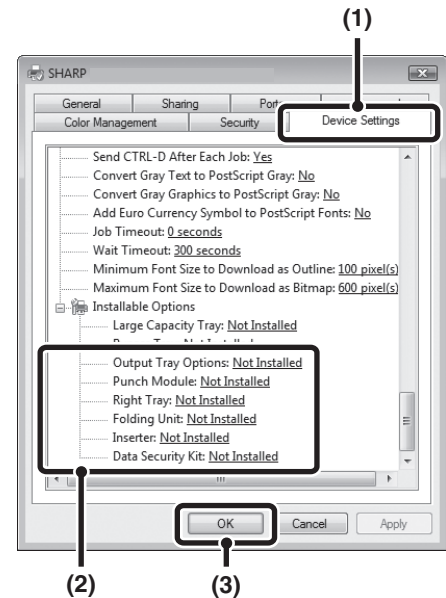 (1)
SHARP
General Sharing Port
Color Management Security Device Settings
Send CTRL-D After Each Job: Yes
Convert Gray Text to PostScript Gray: No
Convert Gray Graphics to PostScript Gray: No
Add Euro Currency Symbol to PostScript Fonts: No
Job Timeout: 0 seconds
Wait Timeout: 300 seconds
Minimum Font Size to Download as Outline: 100 pixel(s)
Maximum Font Size to Download as Bitmap: 600 pixel(s)
Installable Options
Large Capacity Tray: Not Installed
Output Tray Options: Not Installed
Punch Module: Not Installed
Right Tray: Not Installed
Folding Unit: Not Installed
Inserter: Not Installed
Data Security Kit: Not Installed
OK Cancel Apply
(2) (3)